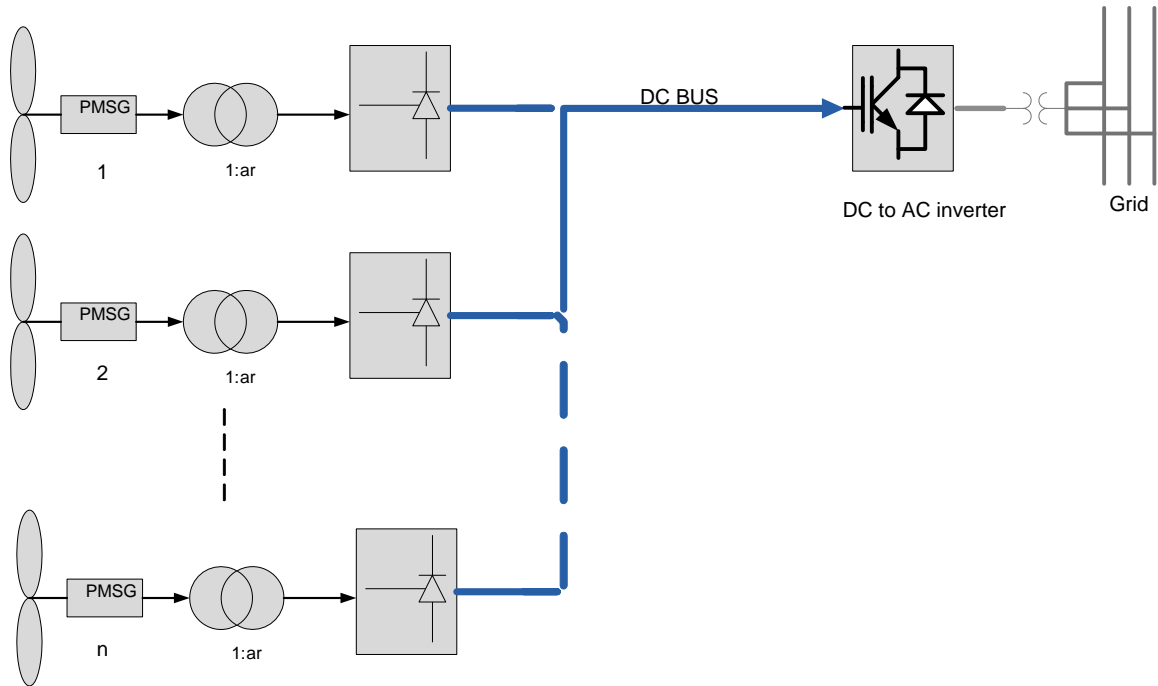 PMSG
1
1:ar
DC BUS
DC to AC inverter
Grid
PMSG
2
1:ar
PMSG
n
1:ar